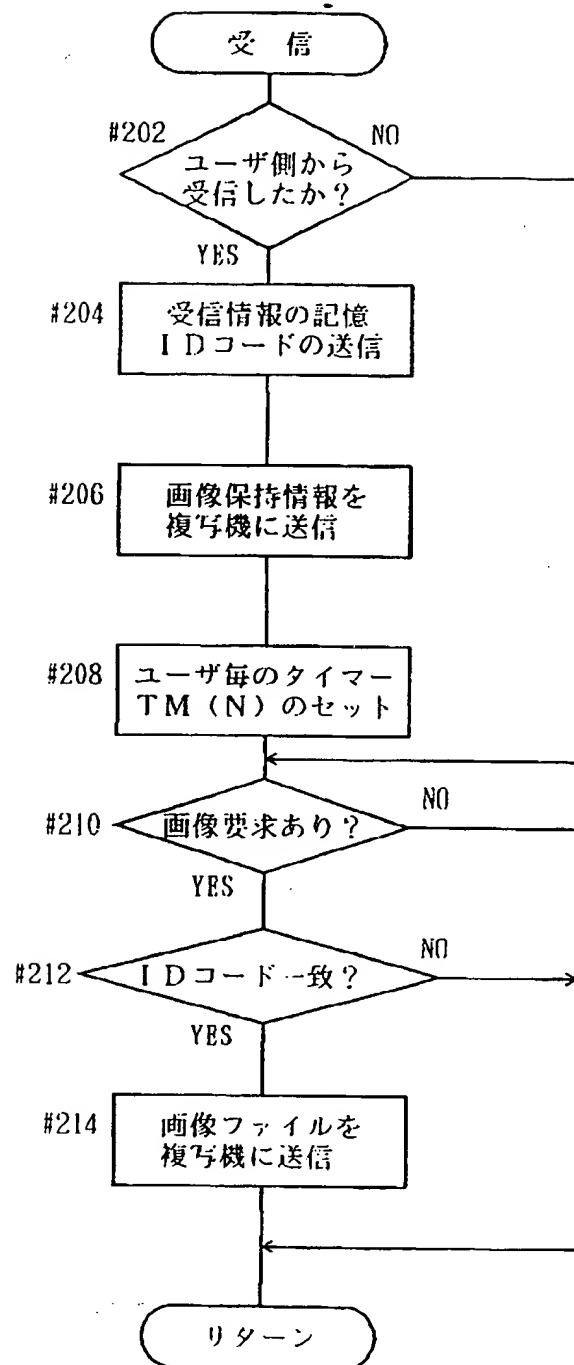 受 信
#202
NO
ユーザ側から
受信したか？
YES
#204
受信情報の記憶
ＩＤコードの送信
#206
画像保持情報を
複写機に送信
#208
ユーザ毎のタイマー
ＴＭ（Ｎ）のセット
NO
#210
画像要求あり？
YES
NO
#212
ＩＤコード一致？
YES
#214
画像ファイルを
複写機に送信
リターン